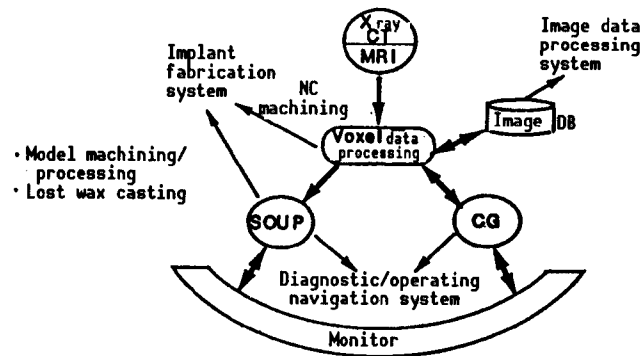 X ray
CT
MRI
Image data
processing
system
Implant
fabrication
system
NC
machining
Image DB
Voxel data
processing
・Model machining/
processing
・Lost wax casting
SOUP
CG
Diagnostic/operating
navigation system
Monitor